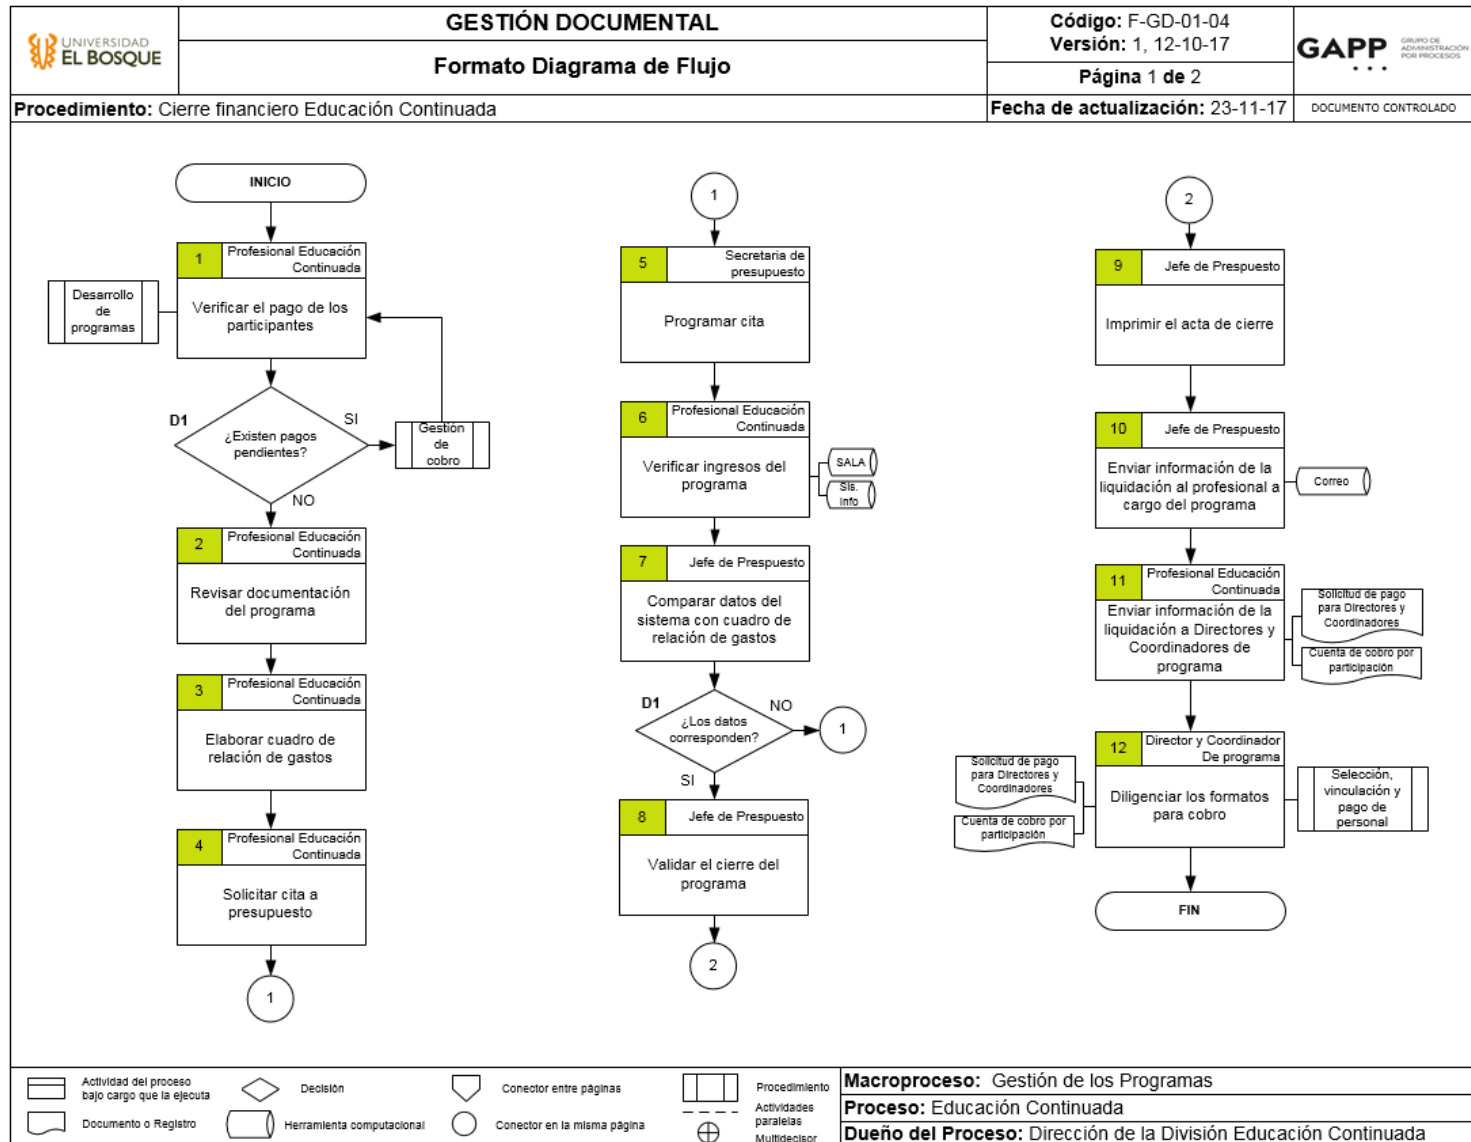 UNIVERSIDAD
EL BOSQUE
GESTIÓN DOCUMENTAL
Formato Diagrama de Flujo
Código: F-GD-01-04
Versión: 1, 12-10-17
Página 1 de 2
GAPP
GRUPO DE
ADMINISTRACIÓN
POR PROCESOS
Procedimiento: Cierre financiero Educación Continuada
Fecha de actualización: 23-11-17
DOCUMENTO CONTROLADO
INICIO
1
Profesional Educación
Continuada
Verificar el pago de los
participantes
Desarrollo
de
programas
D1
¿Existen pagos
pendientes?
SI
Gestión
de
cobro
NO
2
Profesional Educación
Continuada
Revisar documentación
del programa
3
Profesional Educación
Continuada
Elaborar cuadro de
relación de gastos
4
Profesional Educación
Continuada
Solicitar cita a
presupuesto
1
1
5
Secretaria de
presupuesto
Programar cita
6
Profesional Educación
Continuada
Verificar ingresos del
programa
SALA
Sis.
Info
7
Jefe de Prespuesto
Comparar datos del
sistema con cuadro de
relación de gastos
D1
¿Los datos
corresponden?
NO
1
SI
8
Jefe de Prespuesto
Validar el cierre del
programa
2
2
9
Jefe de Prespuesto
Imprimir el acta de cierre
10
Jefe de Prespuesto
Enviar información de la
liquidación al profesional a
cargo del programa
Correo
11
Profesional Educación
Continuada
Enviar información de la
liquidación a Directores y
Coordinadores de
programa
Solicitud de pago
para Directores y
Coordinadores
Cuenta de cobro por
participación
12
Director y Coordinador
De programa
Diligenciar los formatos
para cobro
Solicitud de pago
para Directores y
Coordinadores
Cuenta de cobro por
participación
Selección,
vinculación y
pago de
personal
FIN
Actividad del proceso
bajo cargo que la ejecuta
Documento o Registro
Decisión
Herramienta computacional
Conector entre páginas
Conector en la misma página
Procedimiento
Actividades
paralelas
Multidecisor
Macroproceso: Gestión de los Programas
Proceso: Educación Continuada
Dueño del Proceso: Dirección de la División Educación Continuada